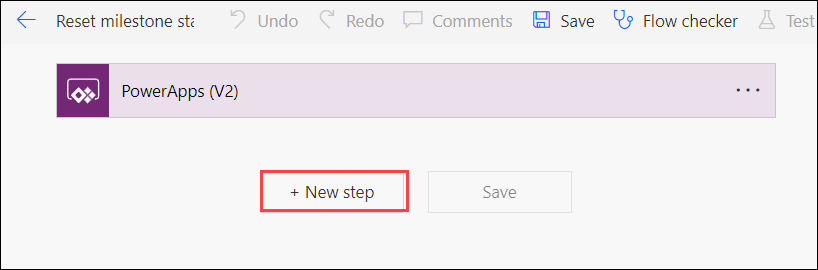 Reset milestone sta Undo Redo Comments Save Flow checker Test
PowerApps (V2)
+ New step Save